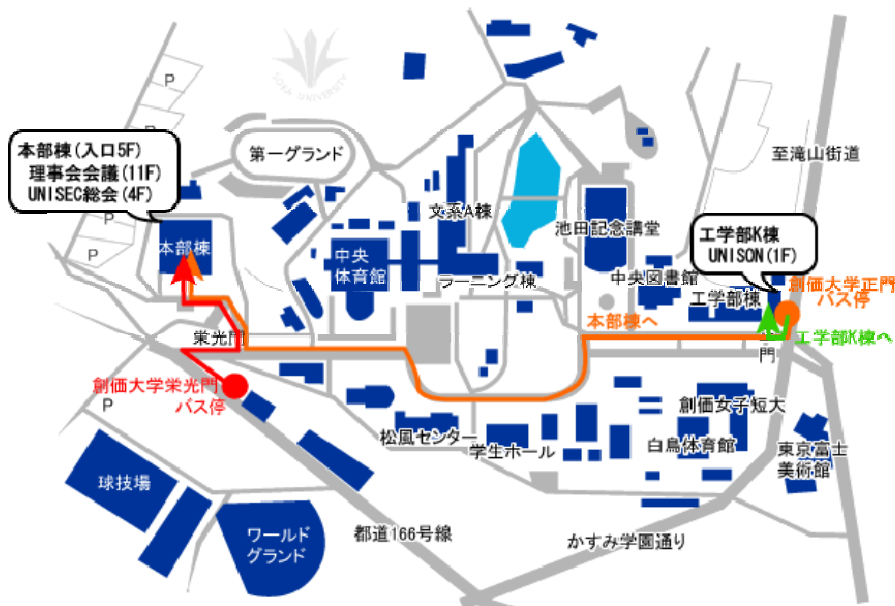 SOKA UNIVERSITY
P
P
本部棟(入口5F)
理事会会議(11F)
UNISEC総会(4F)
第一グランド
至滝山街道
P
P
本部棟
文系A棟
池田記念講堂
工学部K棟
UNISON(1F)
中央
体育館
ラーニング棟
中央図書館
工学部棟
創価大学正門
バス停
本部棟へ
工学部K棟へ
栄光門
門
創価大学栄光門
バス停
P
松風センター
学生ホール
創価女子短大
白鳥体育館
東京富士
美術館
球技場
ワールド
グランド
都道166号線
かすみ学園通り